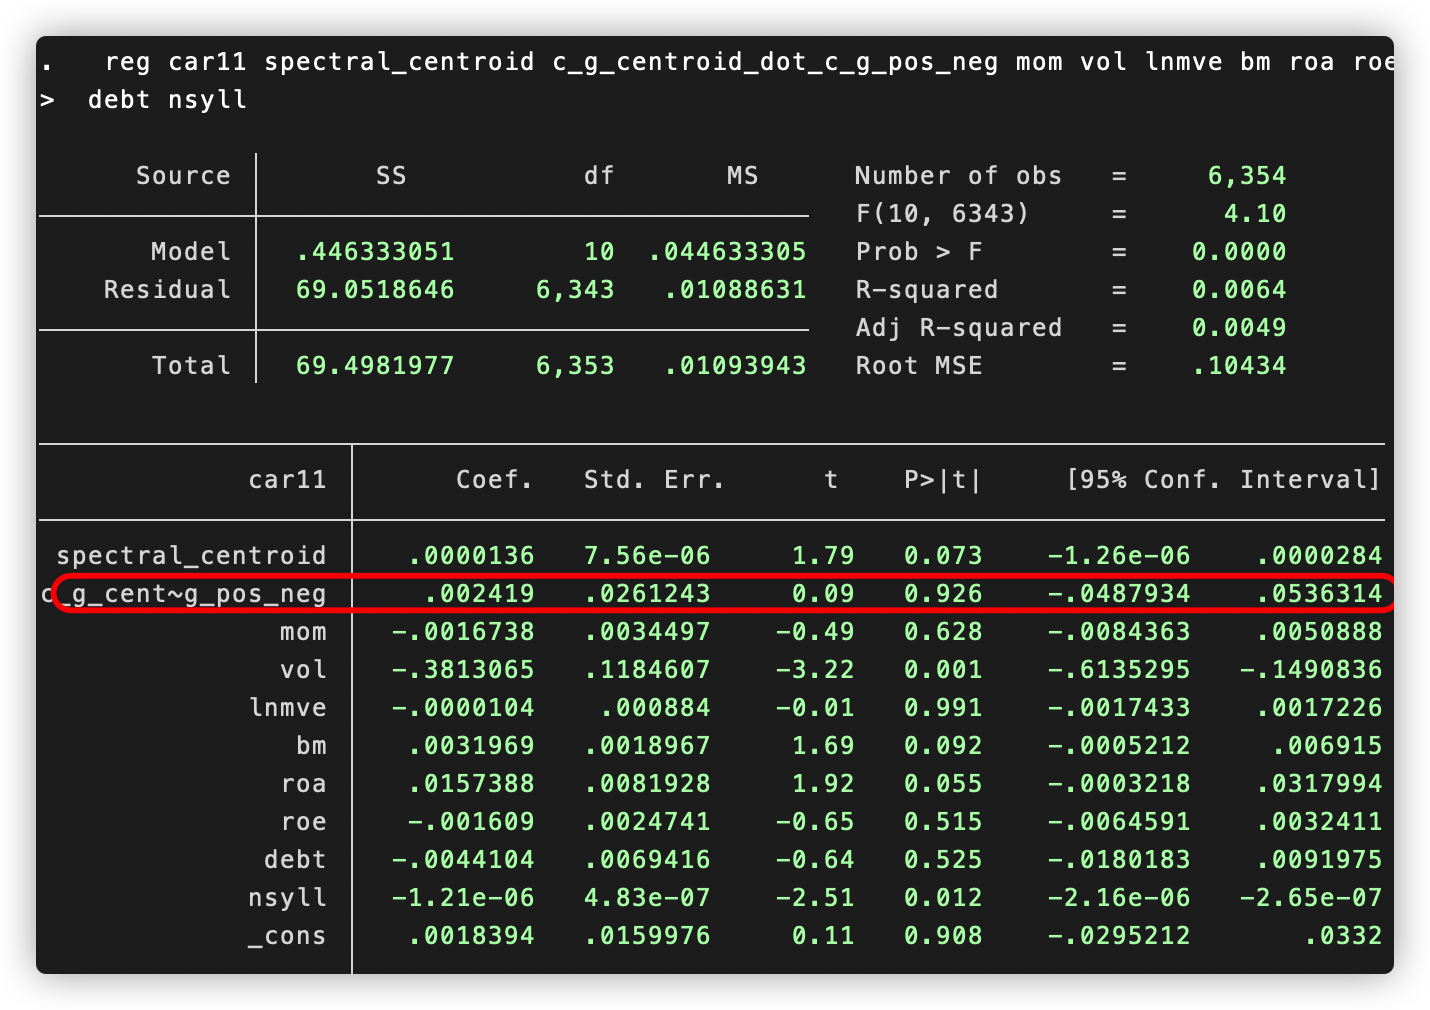 . reg car11 spectral_centroid c_g_centroid_dot_c_g_pos_neg mom vol lnmve bm roa roe
> debt nsyll
Source SS df MS Number of obs = 6,354
F(10, 6343) = 4.10
Model .446333051 10 .044633305 Prob > F = 0.0000
Residual 69.0518646 6,343 .01088631 R-squared = 0.0064
Adj R-squared = 0.0049
Total 69.4981977 6,353 .01093943 Root MSE = .10434
car11 Coef. Std. Err. t P>|t| [95% Conf. Interval]
spectral_centroid .0000136 7.56e-06 1.79 0.073 -1.26e-06 .0000284
c_g_cent~g_pos_neg .002419 .0261243 0.09 0.926 -.0487934 .0536314
mom -.0016738 .0034497 -0.49 0.628 -.0084363 .0050888
vol -.3813065 .1184607 -3.22 0.001 -.6135295 -.1490836
lnmve -.0000104 .000884 -0.01 0.991 -.0017433 .0017226
bm .0031969 .0018967 1.69 0.092 -.0005212 .006915
roa .0157388 .0081928 1.92 0.055 -.0003218 .0317994
roe -.001609 .0024741 -0.65 0.515 -.0064591 .0032411
debt -.0044104 .0069416 -0.64 0.525 -.0180183 .0091975
nsyll -1.21e-06 4.83e-07 -2.51 0.012 -2.16e-06 -2.65e-07
_cons .0018394 .0159976 0.11 0.908 -.0295212 .0332